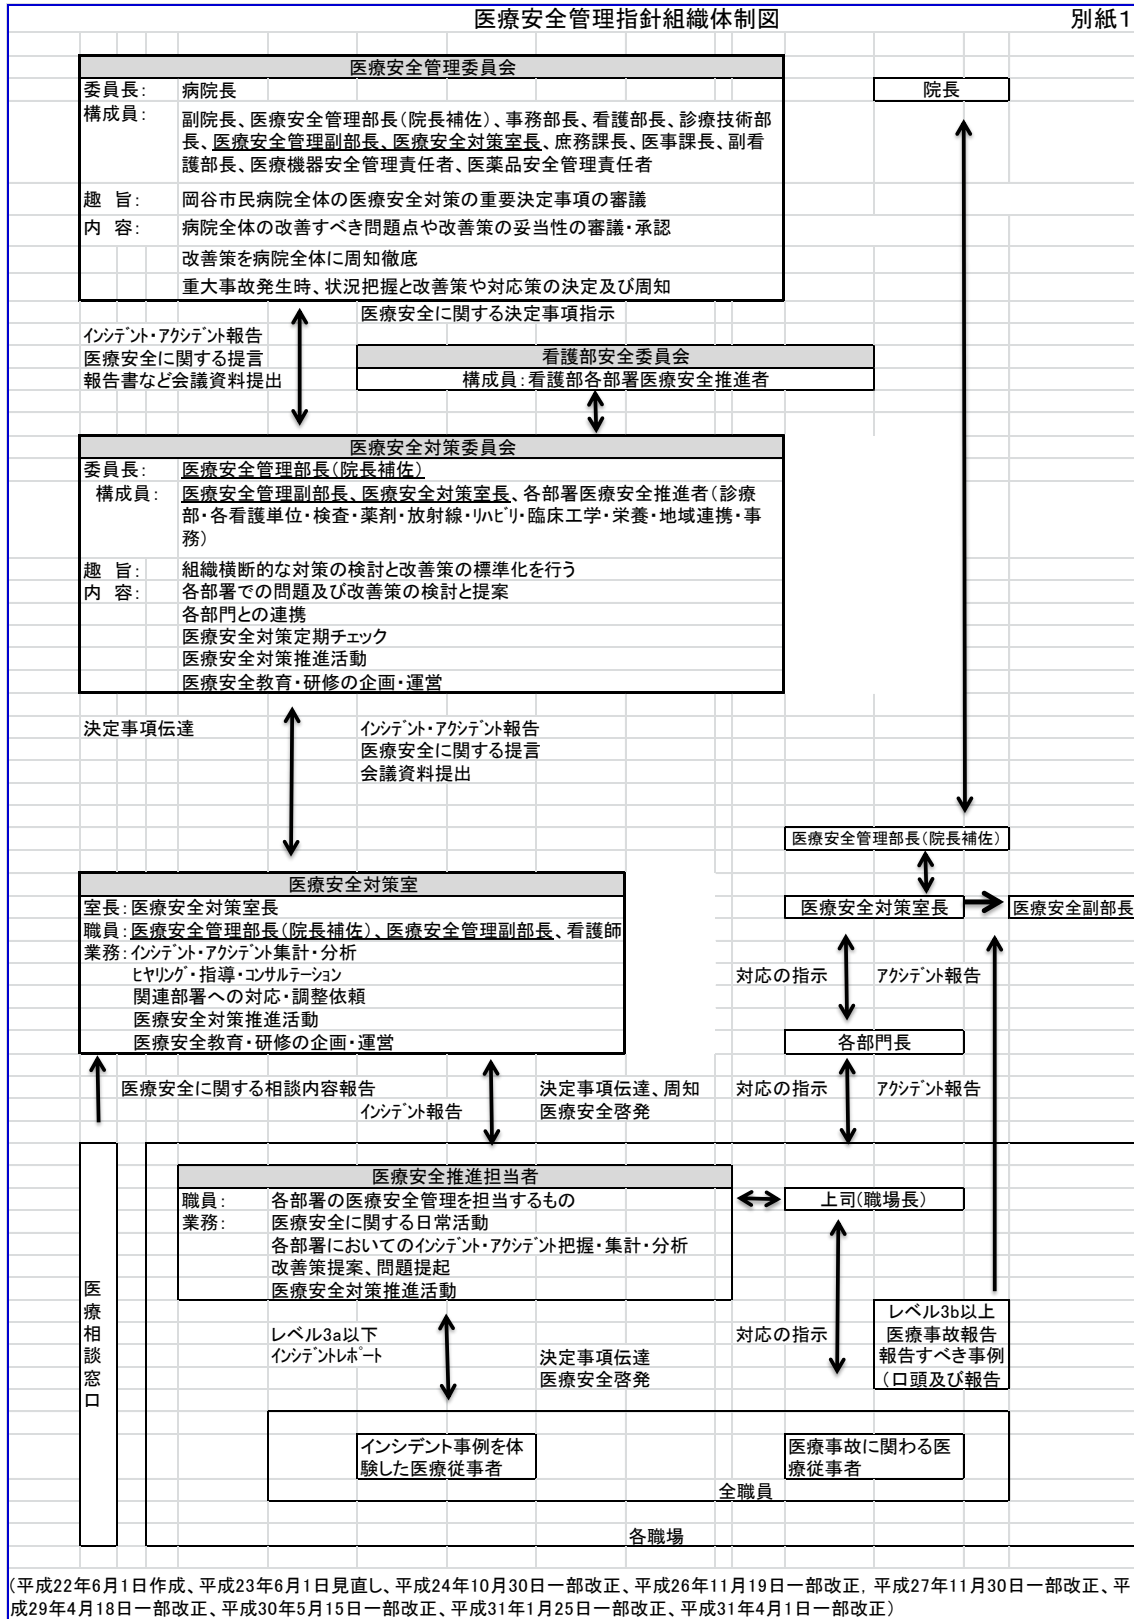 医療安全管理指針組織体制図
別紙1
医療安全管理委員会
委員長： 病院長
構成員： 副院長、医療安全管理部長（院長補佐）、事務部長、看護部長、診療技術部
長、医療安全管理副部長、医療安全対策室長、庶務課長、医事課長、副看
護部長、医療機器安全管理責任者、医薬品安全管理責任者
趣 旨： 岡谷市民病院全体の医療安全対策の重要決定事項の審議
内 容： 病院全体の改善すべき問題点や改善策の妥当性の審議・承認
改善策を病院全体に周知徹底
重大事故発生時、状況把握と改善策や対応策の決定及び周知
院長
医療安全に関する決定事項指示
ｲﾝｼﾃﾞﾝﾄ・ｱｸｼﾃﾞﾝﾄ報告
医療安全に関する提言
報告書など会議資料提出
看護部安全委員会
構成員：看護部各部署医療安全推進者
医療安全対策委員会
委員長： 医療安全管理部長（院長補佐）
構成員： 医療安全管理副部長、医療安全対策室長、各部署医療安全推進者（診療
部・各看護単位・検査・薬剤・放射線・ﾘﾊﾋﾞﾘ・臨床工学・栄養・地域連携・事
務）
趣 旨： 組織横断的な対策の検討と改善策の標準化を行う
内 容： 各部署での問題及び改善策の検討と提案
各部門との連携
医療安全対策定期チェック
医療安全対策推進活動
医療安全教育・研修の企画・運営
決定事項伝達
ｲﾝｼﾃﾞﾝﾄ・ｱｸｼﾃﾞﾝﾄ報告
医療安全に関する提言
会議資料提出
医療安全管理部長（院長補佐）
医療安全対策室長
医療安全副部長
医療安全対策室
室長：医療安全対策室長
職員：医療安全管理部長（院長補佐）、医療安全管理副部長、看護師
業務：ｲﾝｼﾃﾞﾝﾄ・ｱｸｼﾃﾞﾝﾄ集計・分析
ﾋﾔﾘﾝｸﾞ・指導・ｺﾝｻﾙﾃｰｼｮﾝ
関連部署への対応・調整依頼
医療安全対策推進活動
医療安全教育・研修の企画・運営
対応の指示
ｱｸｼﾃﾞﾝﾄ報告
各部門長
医療安全に関する相談内容報告
ｲﾝｼﾃﾞﾝﾄ報告
決定事項伝達、周知
医療安全啓発
対応の指示
ｱｸｼﾃﾞﾝﾄ報告
医療相談窓口
医療安全推進担当者
職員： 各部署の医療安全管理を担当するもの
業務： 医療安全に関する日常活動
各部署においてのｲﾝｼﾃﾞﾝﾄ・ｱｸｼﾃﾞﾝﾄ把握・集計・分析
改善策提案、問題提起
医療安全対策推進活動
上司(職場長）
レベル3a以下
ｲﾝｼﾃﾞﾝﾄﾚﾎﾟｰﾄ
決定事項伝達
医療安全啓発
対応の指示
レベル3b以上
医療事故報告
報告すべき事例
（口頭及び報告
インシデント事例を体
験した医療従事者
医療事故に関わる医
療従事者
全職員
各職場
（平成22年6月1日作成、平成23年6月1日見直し、平成24年10月30日一部改正、平成26年11月19日一部改正，平成27年11月30日一部改正、平
成29年4月18日一部改正、平成30年5月15日一部改正、平成31年1月25日一部改正、平成31年4月1日一部改正）